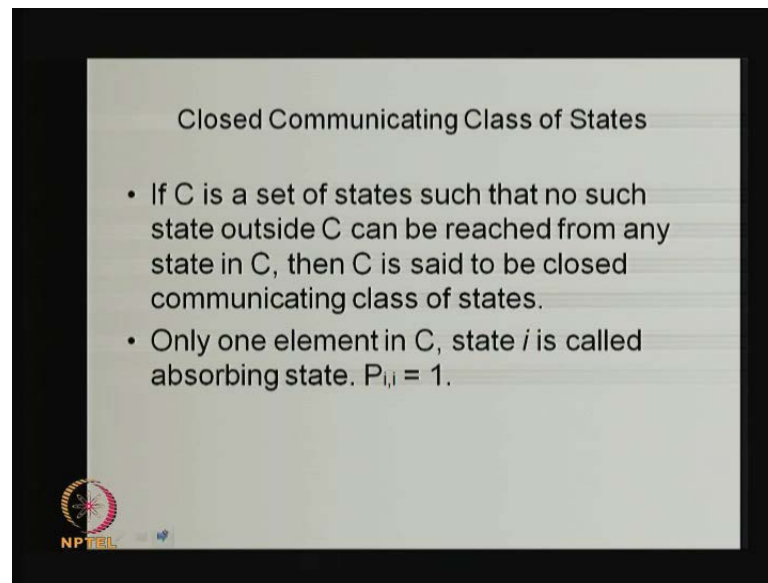 Closed Communicating Class of States
• If C is a set of states such that no such
state outside C can be reached from any
state in C, then C is said to be closed
communicating class of states.
• Only one element in C, state i is called
absorbing state. Pi,i = 1.
NPTEL